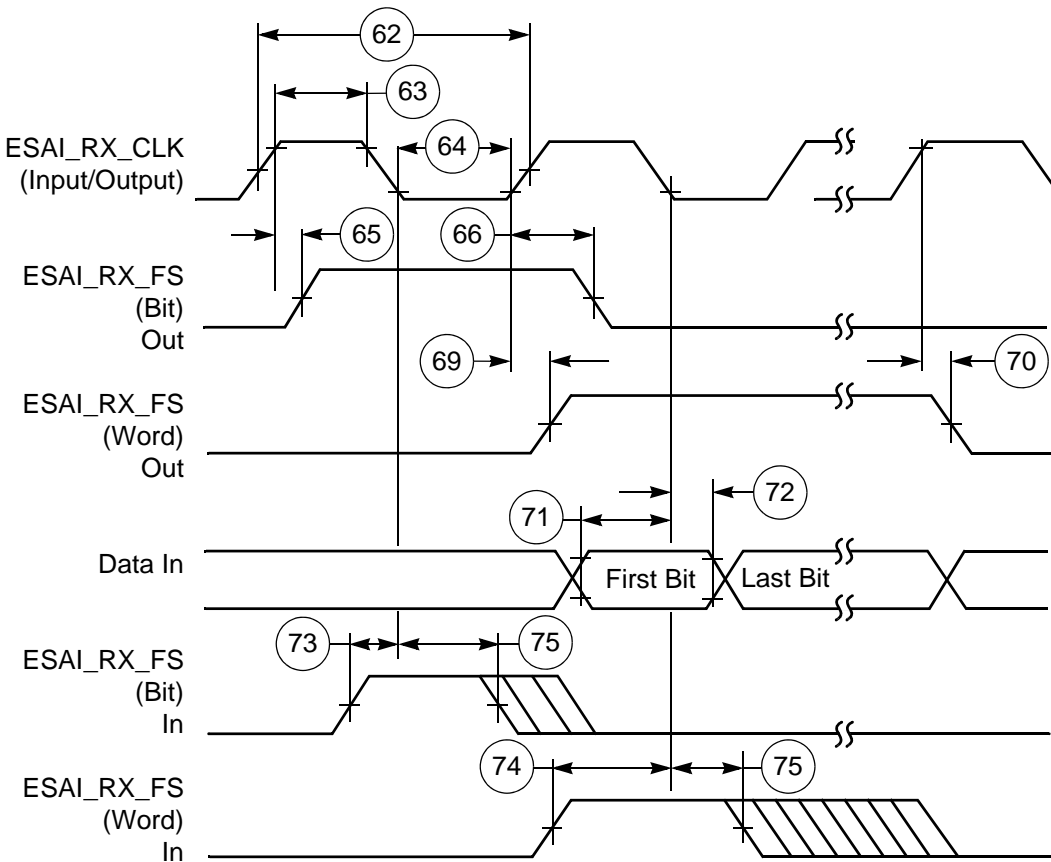 62
63
ESAI_RX_CLK
(Input/Output)
64
65
66
ESAI_RX_FS
(Bit)
Out
69
70
ESAI_RX_FS
(Word)
Out
71
72
Data In
First Bit
Last Bit
73
75
ESAI_RX_FS
(Bit)
In
74
75
ESAI_RX_FS
(Word)
In